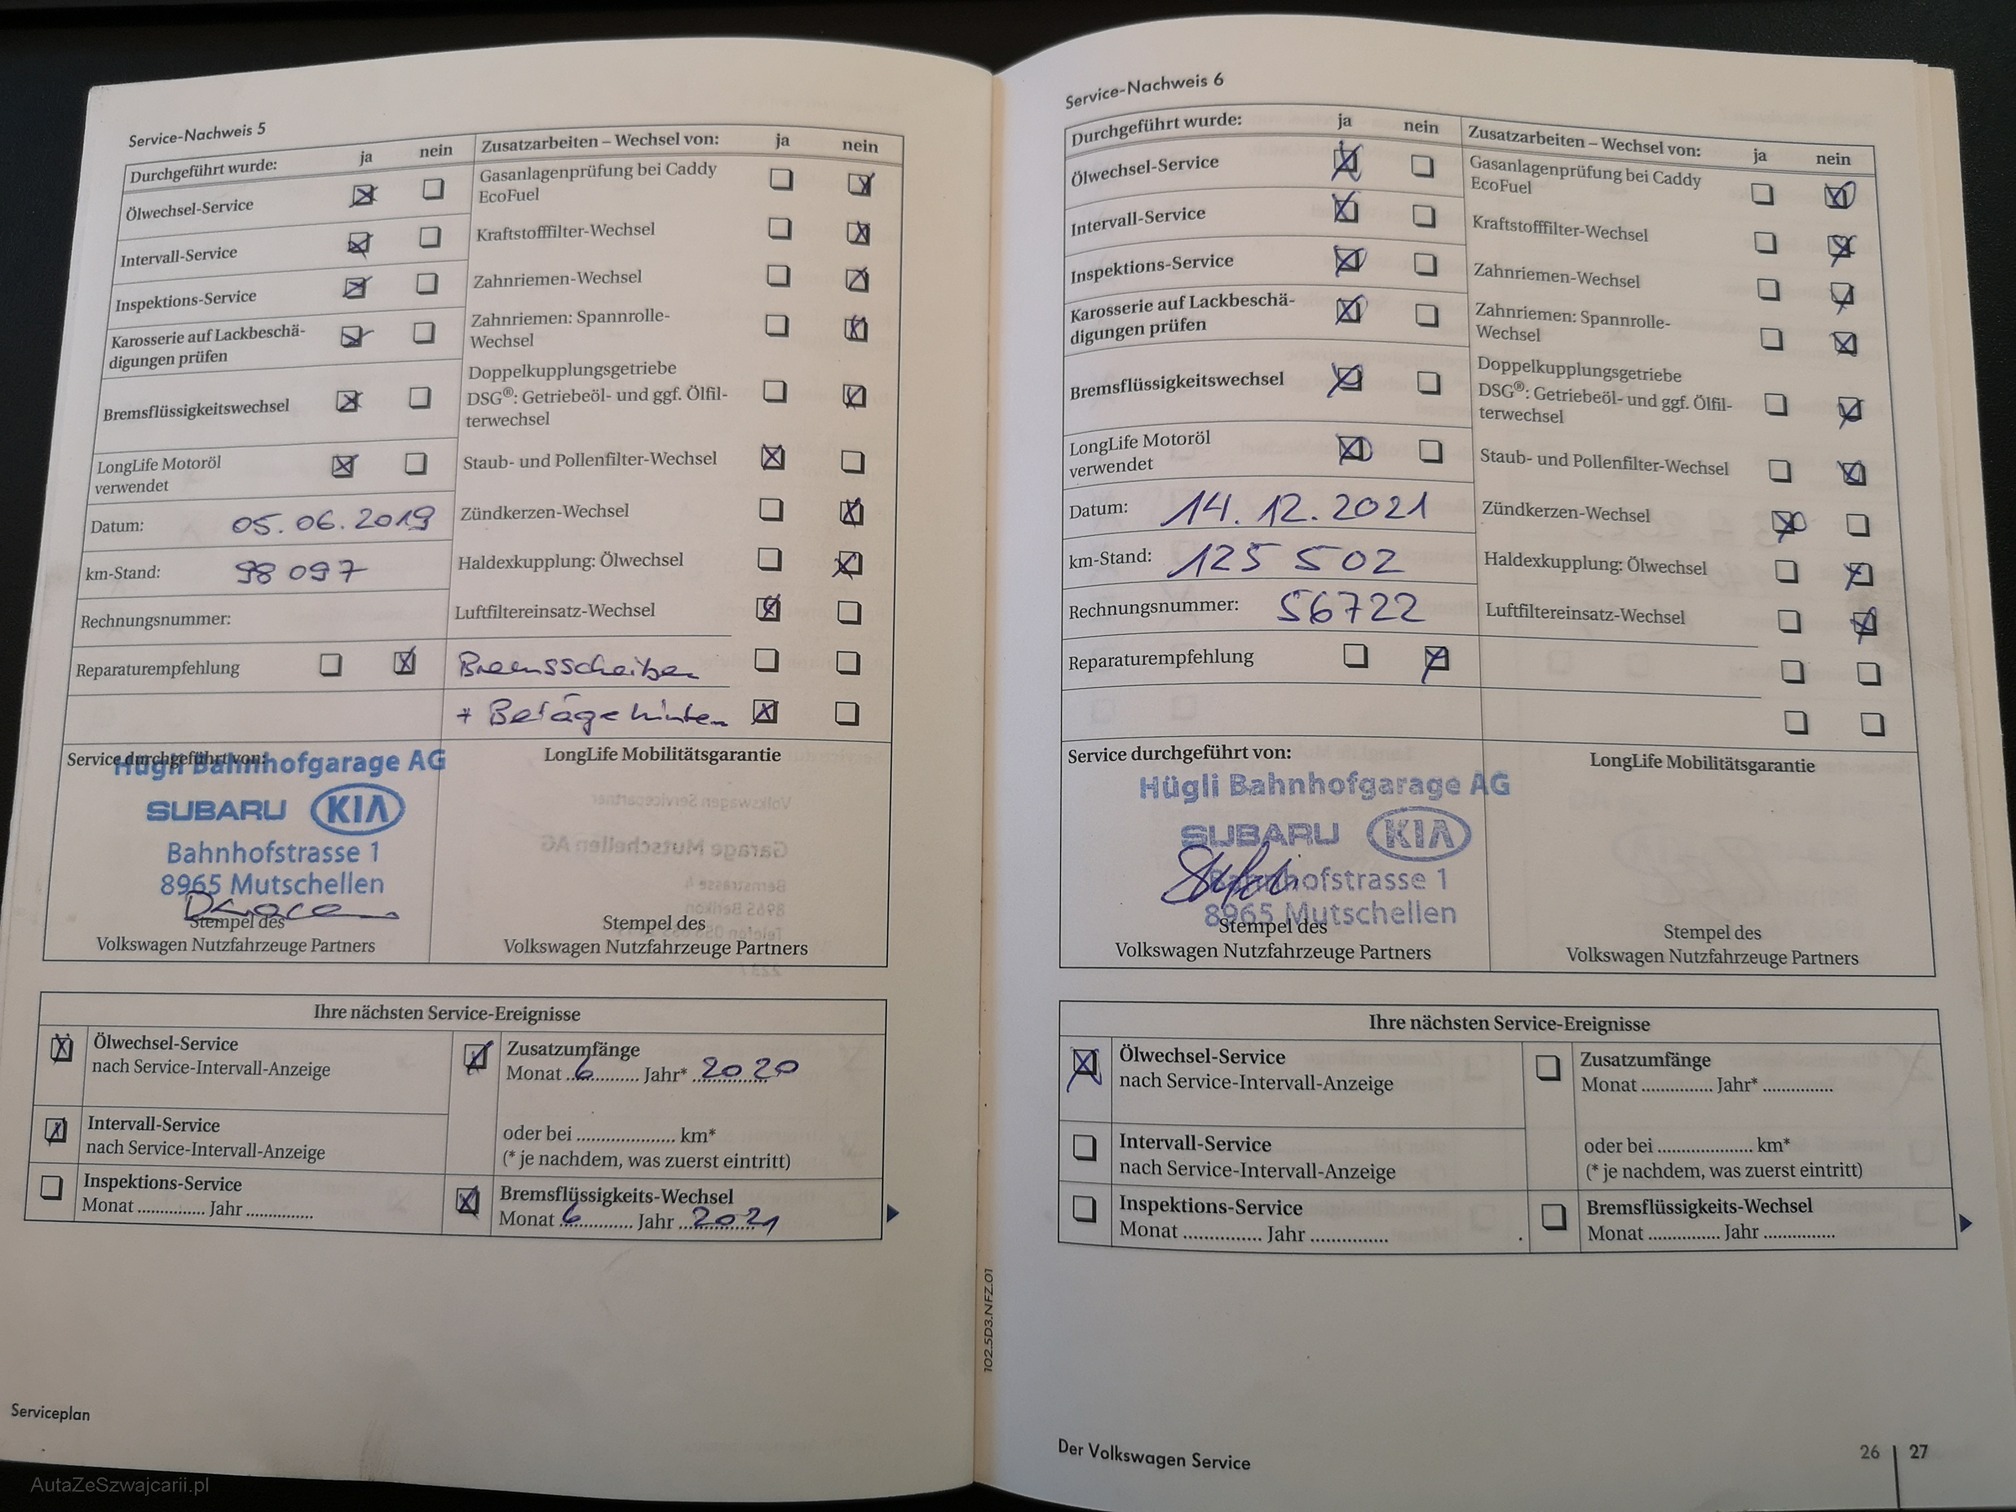 Service-Nachweis 5
Durchgeführt wurde: ja nein
Ölwechsel-Service
Intervall-Service
Inspektions-Service
Karosserie auf Lackbeschä-
digungen prüfen
Bremsflüssigkeitswechsel
LongLife Motoröl
verwendet
Datum: 05.06.2019
km-Stand: 98 097
Rechnungsnummer:
Reparaturempfehlung
Zusatzarbeiten – Wechsel von: ja nein
Gasanlagenprüfung bei Caddy
EcoFuel
Kraftstofffilter-Wechsel
Zahnriemen-Wechsel
Zahnriemen: Spannrolle-
Wechsel
Doppelkupplungsgetriebe
DSG®: Getriebeöl- und ggf. Ölfil-
terwechsel
Staub- und Pollenfilter-Wechsel
Zündkerzen-Wechsel
Haldexkupplung: Ölwechsel
Luftfiltereinsatz-Wechsel
Bremsscheiben
+ Beläge hinten
Service durchgeführt von:
Hügli Bahnhofgarage AG
SUBARU KIA
Bahnhofstrasse 1
8965 Mutschellen
Stempel des
Volkswagen Nutzfahrzeuge Partners
LongLife Mobilitätsgarantie
Stempel des
Volkswagen Nutzfahrzeuge Partners
Ihre nächsten Service-Ereignisse
Ölwechsel-Service
nach Service-Intervall-Anzeige
Intervall-Service
nach Service-Intervall-Anzeige
Inspektions-Service
Monat ............. Jahr .............
Zusatzumfänge
Monat 6 Jahr* 2020
oder bei ................... km*
(* je nachdem, was zuerst eintritt)
Bremsflüssigkeits-Wechsel
Monat 6 Jahr 2021
Serviceplan
102.5D3.NFZ.01
Service-Nachweis 6
Durchgeführt wurde: ja nein
Ölwechsel-Service
Intervall-Service
Inspektions-Service
Karosserie auf Lackbeschä-
digungen prüfen
Bremsflüssigkeitswechsel
LongLife Motoröl
verwendet
Datum: 14.12.2021
km-Stand: 125 502
Rechnungsnummer: 56722
Reparaturempfehlung
Zusatzarbeiten – Wechsel von: ja nein
Gasanlagenprüfung bei Caddy
EcoFuel
Kraftstofffilter-Wechsel
Zahnriemen-Wechsel
Zahnriemen: Spannrolle-
Wechsel
Doppelkupplungsgetriebe
DSG®: Getriebeöl- und ggf. Ölfil-
terwechsel
Staub- und Pollenfilter-Wechsel
Zündkerzen-Wechsel
Haldexkupplung: Ölwechsel
Luftfiltereinsatz-Wechsel
Service durchgeführt von:
Hügli Bahnhofgarage AG
SUBARU KIA
Bahnhofstrasse 1
8965 Mutschellen
Stempel des
Volkswagen Nutzfahrzeuge Partners
LongLife Mobilitätsgarantie
Stempel des
Volkswagen Nutzfahrzeuge Partners
Ihre nächsten Service-Ereignisse
Ölwechsel-Service
nach Service-Intervall-Anzeige
Intervall-Service
nach Service-Intervall-Anzeige
Inspektions-Service
Monat ............... Jahr ...............
Zusatzumfänge
Monat ............. Jahr* .............
oder bei ................... km*
(* je nachdem, was zuerst eintritt)
Bremsflüssigkeits-Wechsel
Monat ............. Jahr .............
Der Volkswagen Service
26 | 27
AutaZeSzwajcarii.pl